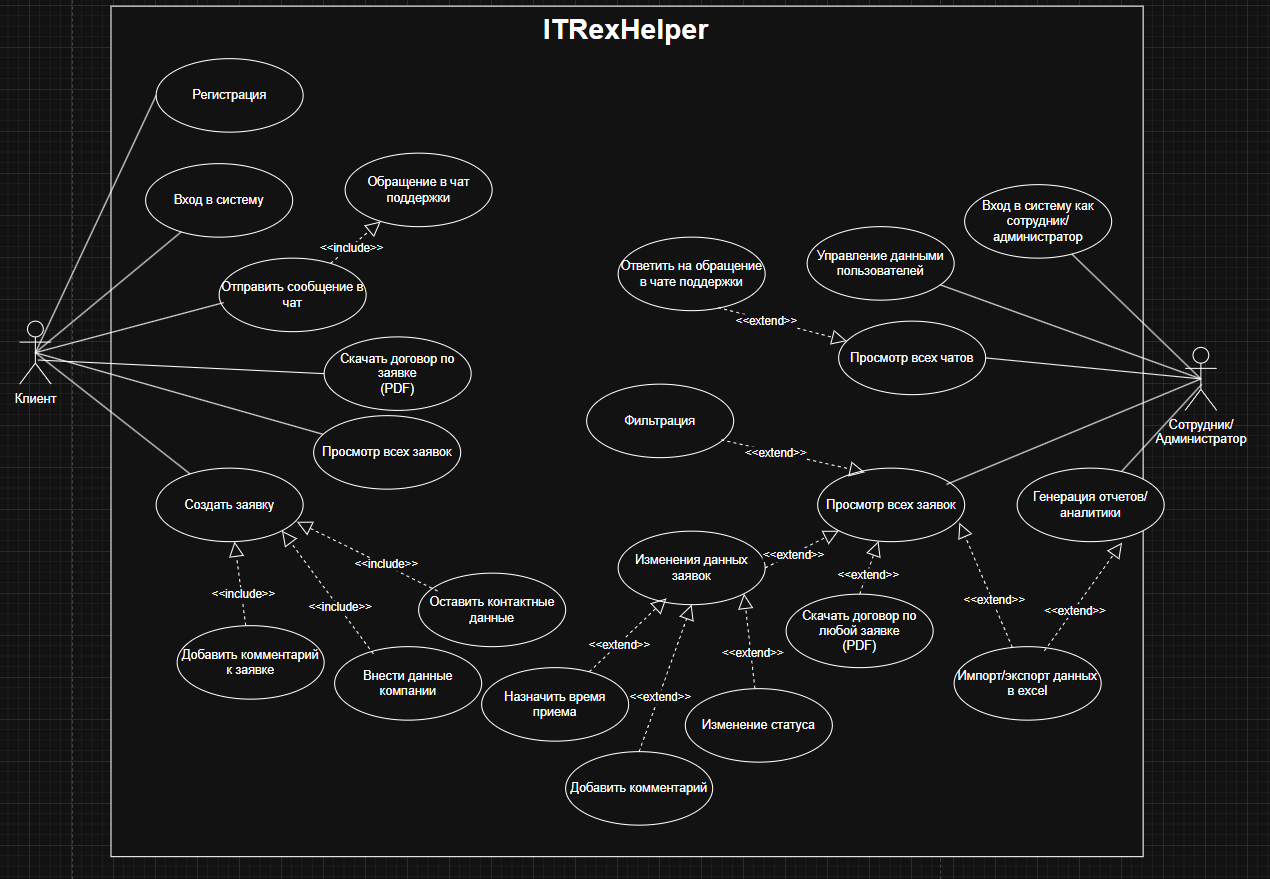 ITRexHelper
Регистрация
Вход в систему
Обращение в чат
поддержки
<<include>>
Отправить сообщение в
чат
Скачать договор по
заявке
(PDF)
Просмотр всех заявок
Создать заявку
Клиент
<<include>>
<<include>>
<<include>>
Оставить контактные
данные
Добавить комментарий
к заявке
Внести данные
компании
Вход в систему как
сотрудник/
администратор
Управление данными
пользователей
Ответить на обращение
в чате поддержки
<<extend>>
Просмотр всех чатов
Сотрудник/
Администратор
Фильтрация
<<extend>>
Просмотр всех заявок
Генерация отчетов/
аналитики
Изменения данных
заявок
<<extend>>
<<extend>>
<<extend>>
<<extend>>
Скачать договор по
любой заявке
(PDF)
<<extend>>
<<extend>>
<<extend>>
Импорт/экспорт данных
в excel
Назначить время
приема
Изменение статуса
Добавить комментарий